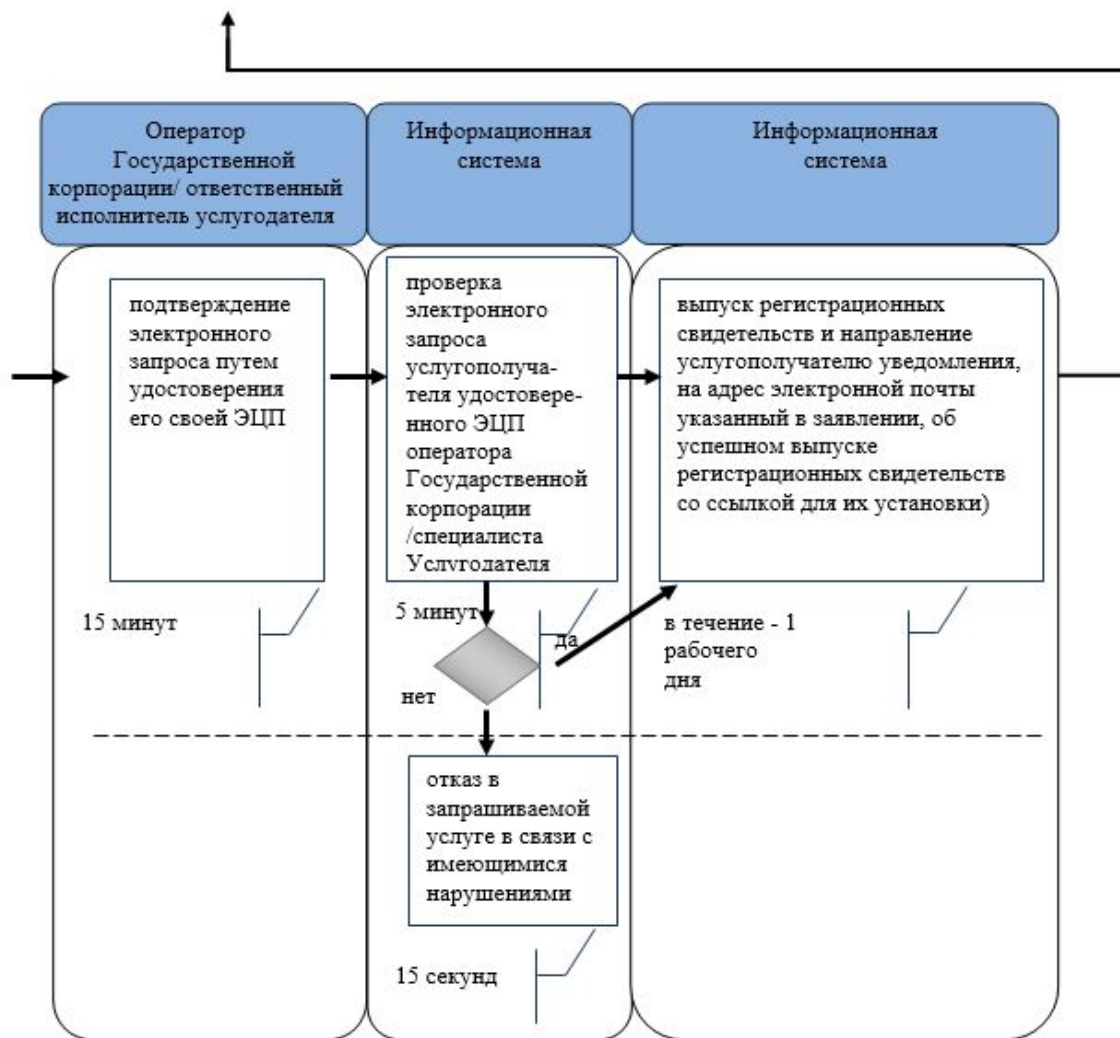 Оператор
Государственной
корпорации/ ответственный
исполнитель услугодателя
Информационная
система
Информационная
система
подтверждение
электронного
запроса путем
удостоверения
его своей ЭЦП
проверка
электронного
запроса
услугополуча-
теля удостовере-
нного ЭЦП
оператора
Государственной
корпорации
/специалиста
Услугодателя
выпуск регистрационных
свидетельств и направление
услугополучателю уведомления,
на адрес электронной почты
указанный в заявлении, об
успешном выпуске
регистрационных свидетельств
со ссылкой для их установки)
15 минут
5 минут
да
нет
в течение - 1
рабочего
дня
отказ в
запрашиваемой
услуге в связи с
имеющимися
нарушениями
15 секунд